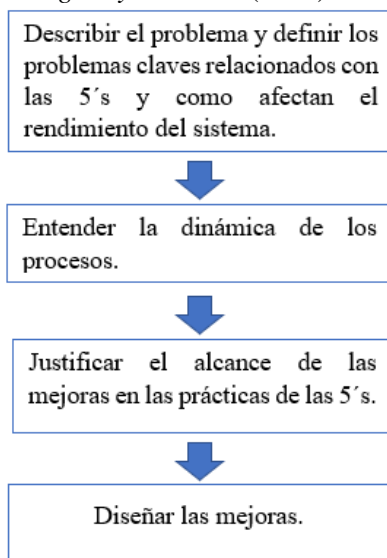 Describir el problema y definir los
problemas claves relacionados con
las 5´s y como afectan el
rendimiento del sistema.
Entender la dinámica de los
procesos.
Justificar el alcance de las
mejoras en las prácticas de las 5´s.
Diseñar las mejoras.